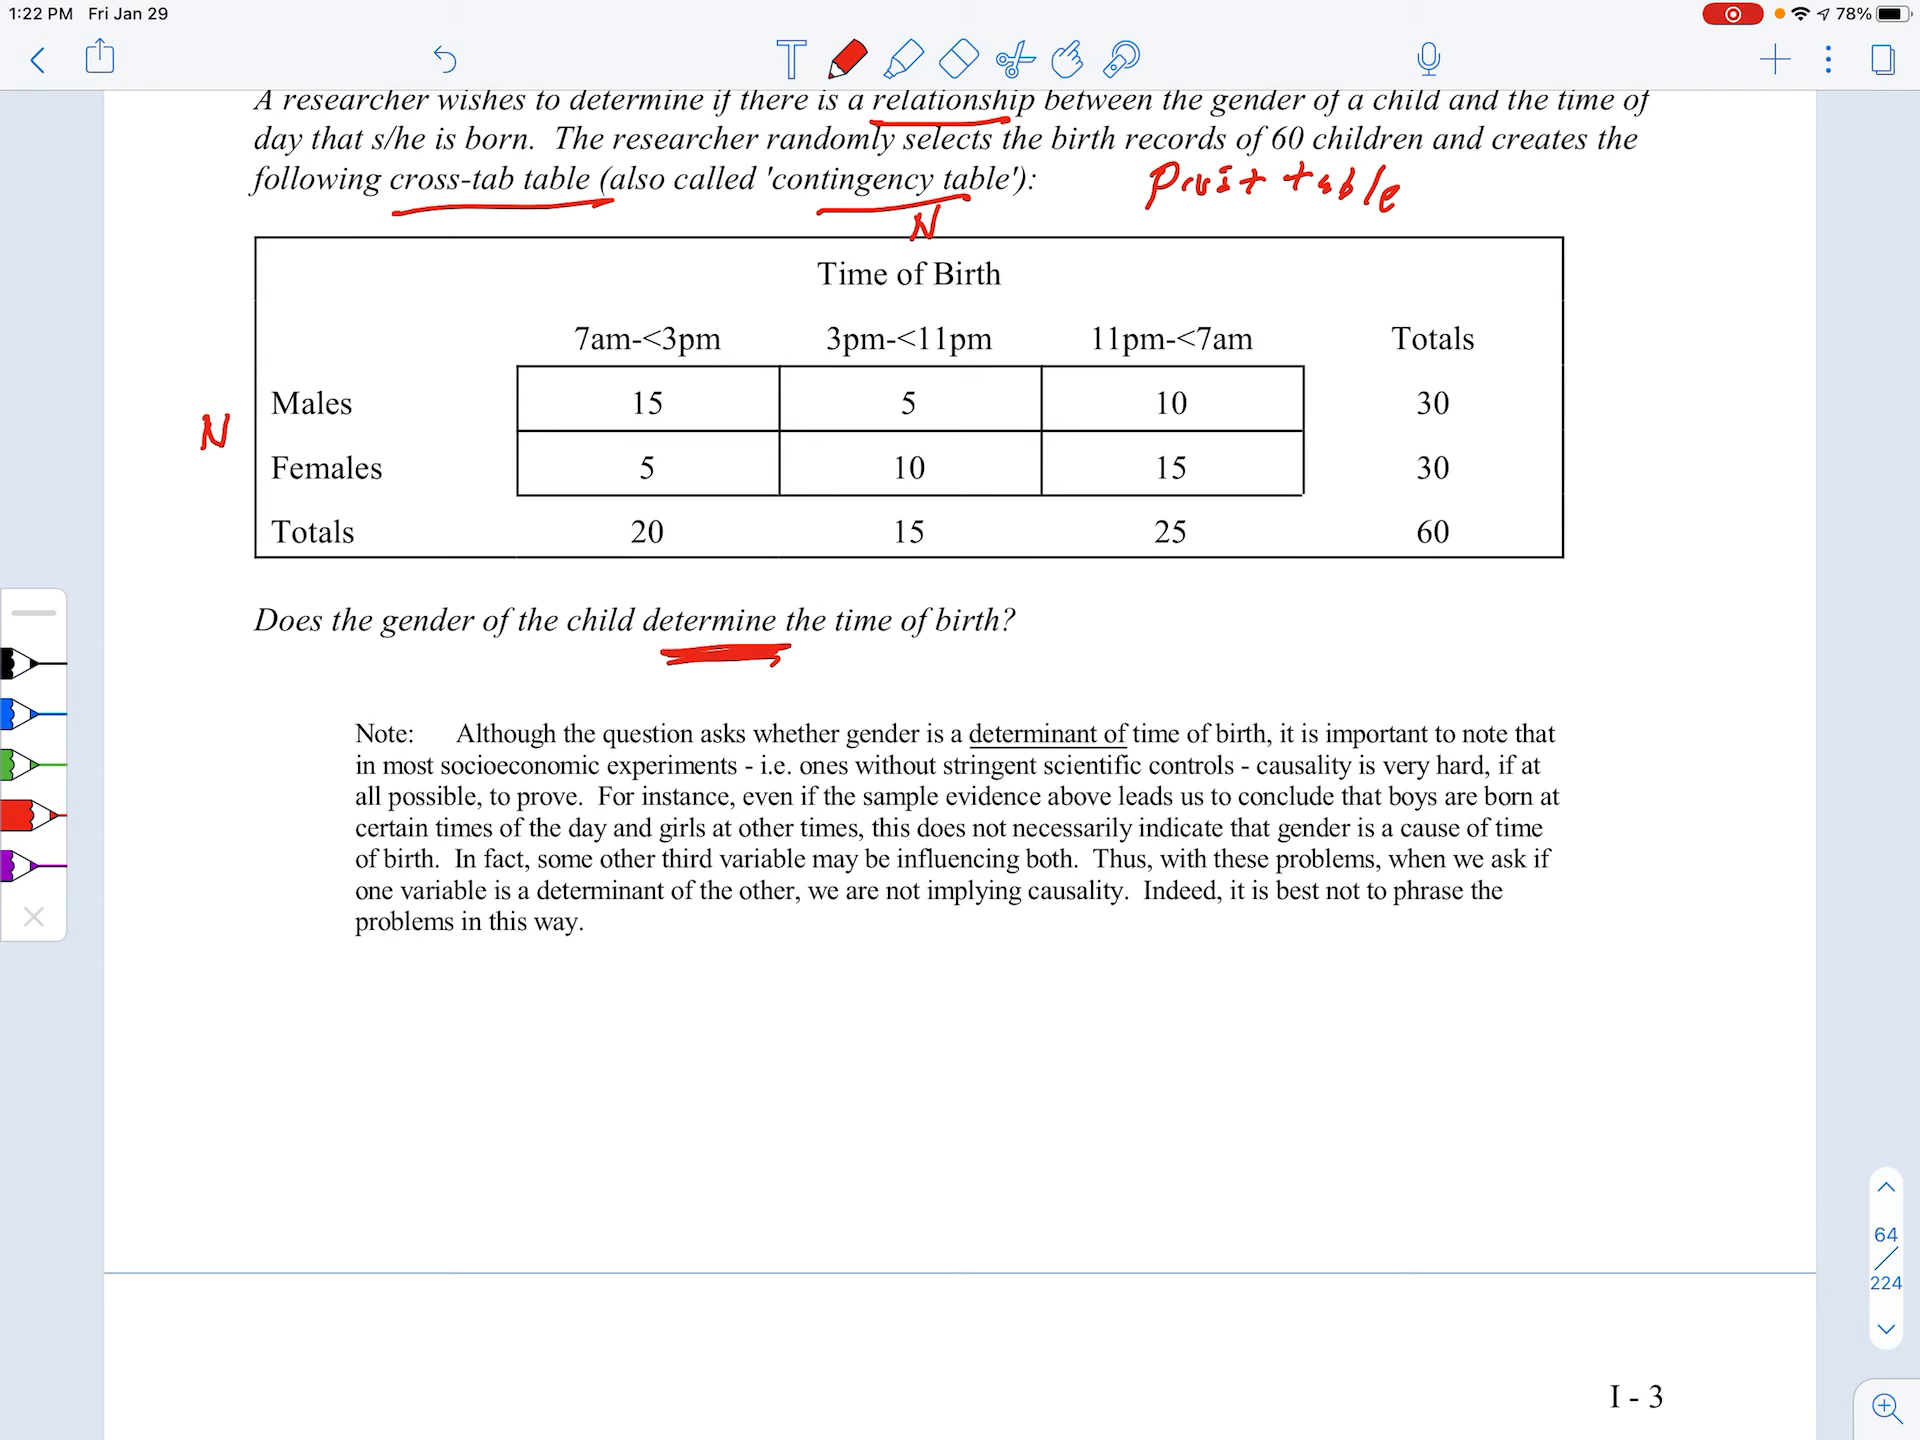 1:22 PM Fri Jan 29
78%
A researcher wishes to determine if there is a relationship between the gender of a child and the time of
day that s/he is born. The researcher randomly selects the birth records of 60 children and creates the
following cross-tab table (also called 'contingency table'):
pivot table
N
Time of Birth
7am-<3pm 3pm-<11pm 11pm-<7am Totals
Males 15 5 10 30
N
Females 5 10 15 30
Totals 20 15 25 60
Does the gender of the child determine the time of birth?
Note: Although the question asks whether gender is a determinant of time of birth, it is important to note that
in most socioeconomic experiments - i.e. ones without stringent scientific controls - causality is very hard, if at
all possible, to prove. For instance, even if the sample evidence above leads us to conclude that boys are born at
certain times of the day and girls at other times, this does not necessarily indicate that gender is a cause of time
of birth. In fact, some other third variable may be influencing both. Thus, with these problems, when we ask if
one variable is a determinant of the other, we are not implying causality. Indeed, it is best not to phrase the
problems in this way.
64
/
224
I - 3